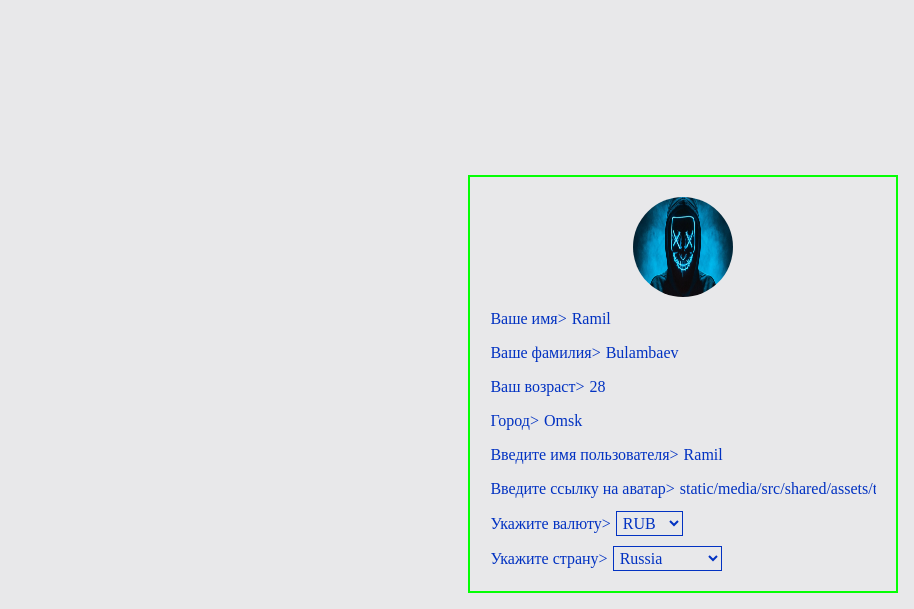 Ваше имя> Ramil
Ваше фамилия> Bulambaev
Ваш возраст> 28
Город> Omsk
Введите имя пользователя> Ramil
Введите ссылку на аватар> static/media/src/shared/assets/t
Укажите валюту> RUB
Укажите страну> Russia